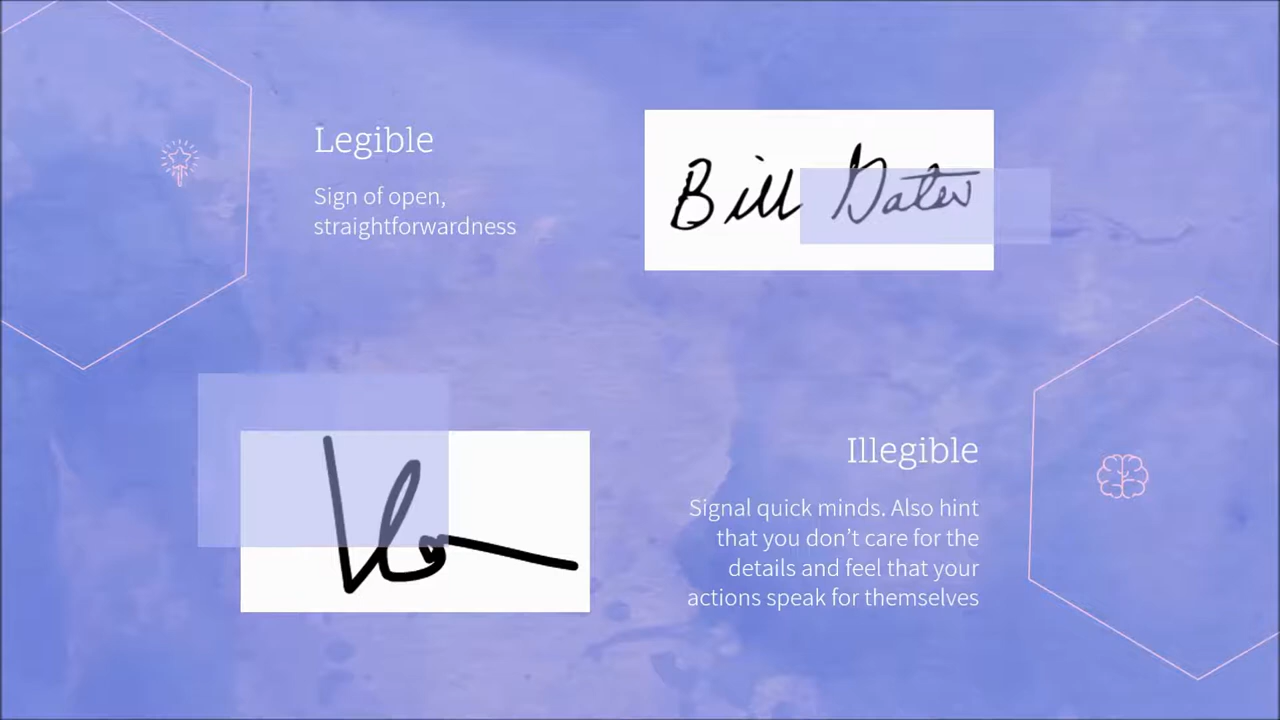 Legible
Sign of open,
straightforwardness
Bill Gates
Illegible
Signal quick minds. Also hint
that you don’t care for the
details and feel that your
actions speak for themselves